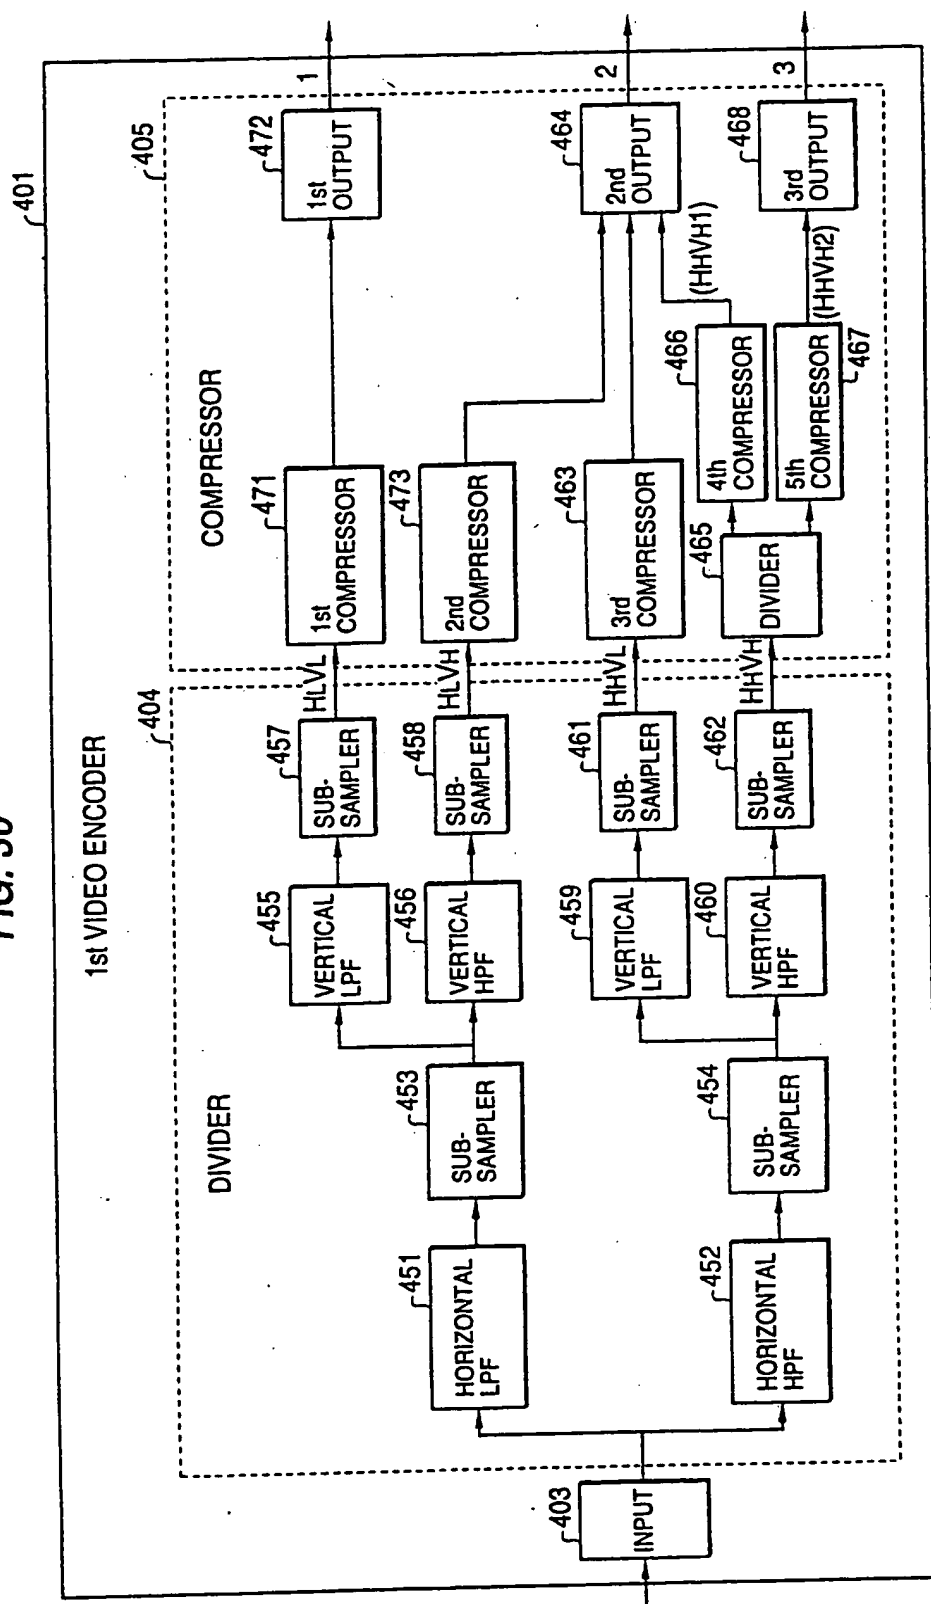 FIG. 30
401
1st VIDEO ENCODER
404
405
DIVIDER
COMPRESSOR
403
INPUT
451
HORIZONTAL
LPF
453
SUB-
SAMPLER
455
VERTICAL
LPF
457
SUB-
SAMPLER
HLVL
471
1st
COMPRESSOR
472
1st
OUTPUT
1
456
VERTICAL
HPF
458
SUB-
SAMPLER
HLVH
473
2nd
COMPRESSOR
452
HORIZONTAL
HPF
454
SUB-
SAMPLER
459
VERTICAL
LPF
461
SUB-
SAMPLER
HHVL
463
3rd
COMPRESSOR
464
2nd
OUTPUT
2
460
VERTICAL
HPF
462
SUB-
SAMPLER
HHVH
465
DIVIDER
466
4th
COMPRESSOR
(HHVH1)
467
5th
COMPRESSOR
(HHVH2)
468
3rd
OUTPUT
3